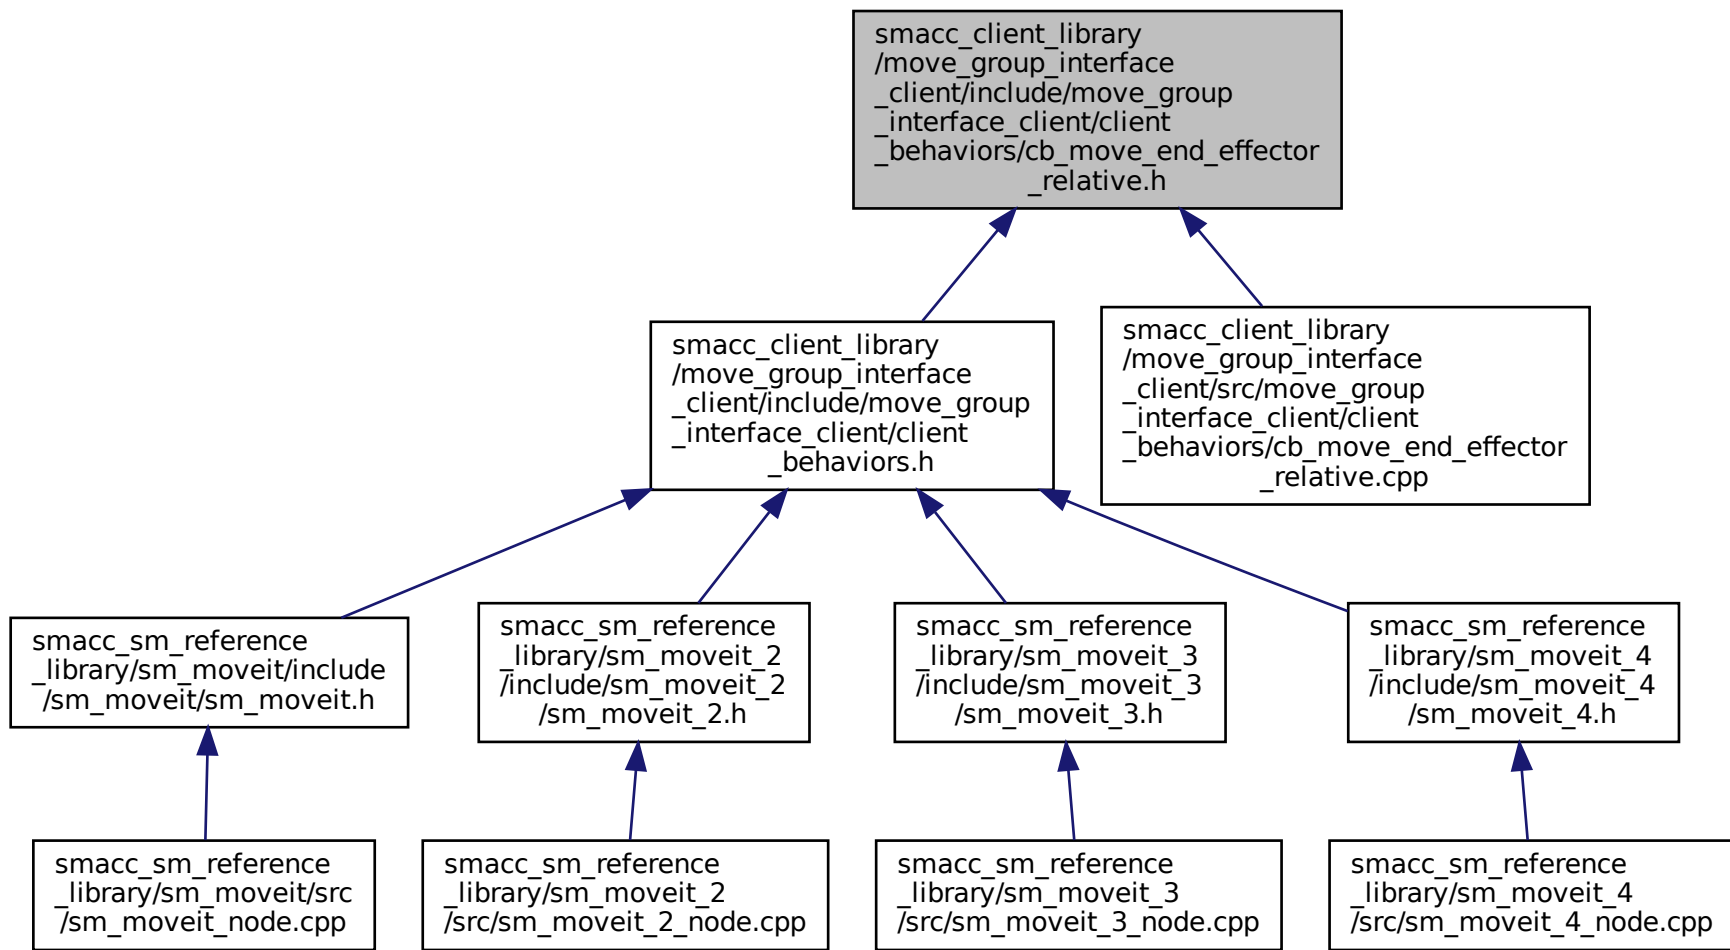 smacc_client_library
/move_group_interface
_client/include/move_group
_interface_client/client
_behaviors/cb_move_end_effector
_relative.h
smacc_client_library
/move_group_interface
_client/include/move_group
_interface_client/client
_behaviors.h
smacc_client_library
/move_group_interface
_client/src/move_group
_interface_client/client
_behaviors/cb_move_end_effector
_relative.cpp
smacc_sm_reference
_library/sm_moveit/include
/sm_moveit/sm_moveit.h
smacc_sm_reference
_library/sm_moveit_2
/include/sm_moveit_2
/sm_moveit_2.h
smacc_sm_reference
_library/sm_moveit_3
/include/sm_moveit_3
/sm_moveit_3.h
smacc_sm_reference
_library/sm_moveit_4
/include/sm_moveit_4
/sm_moveit_4.h
smacc_sm_reference
_library/sm_moveit/src
/sm_moveit_node.cpp
smacc_sm_reference
_library/sm_moveit_2
/src/sm_moveit_2_node.cpp
smacc_sm_reference
_library/sm_moveit_3
/src/sm_moveit_3_node.cpp
smacc_sm_reference
_library/sm_moveit_4
/src/sm_moveit_4_node.cpp